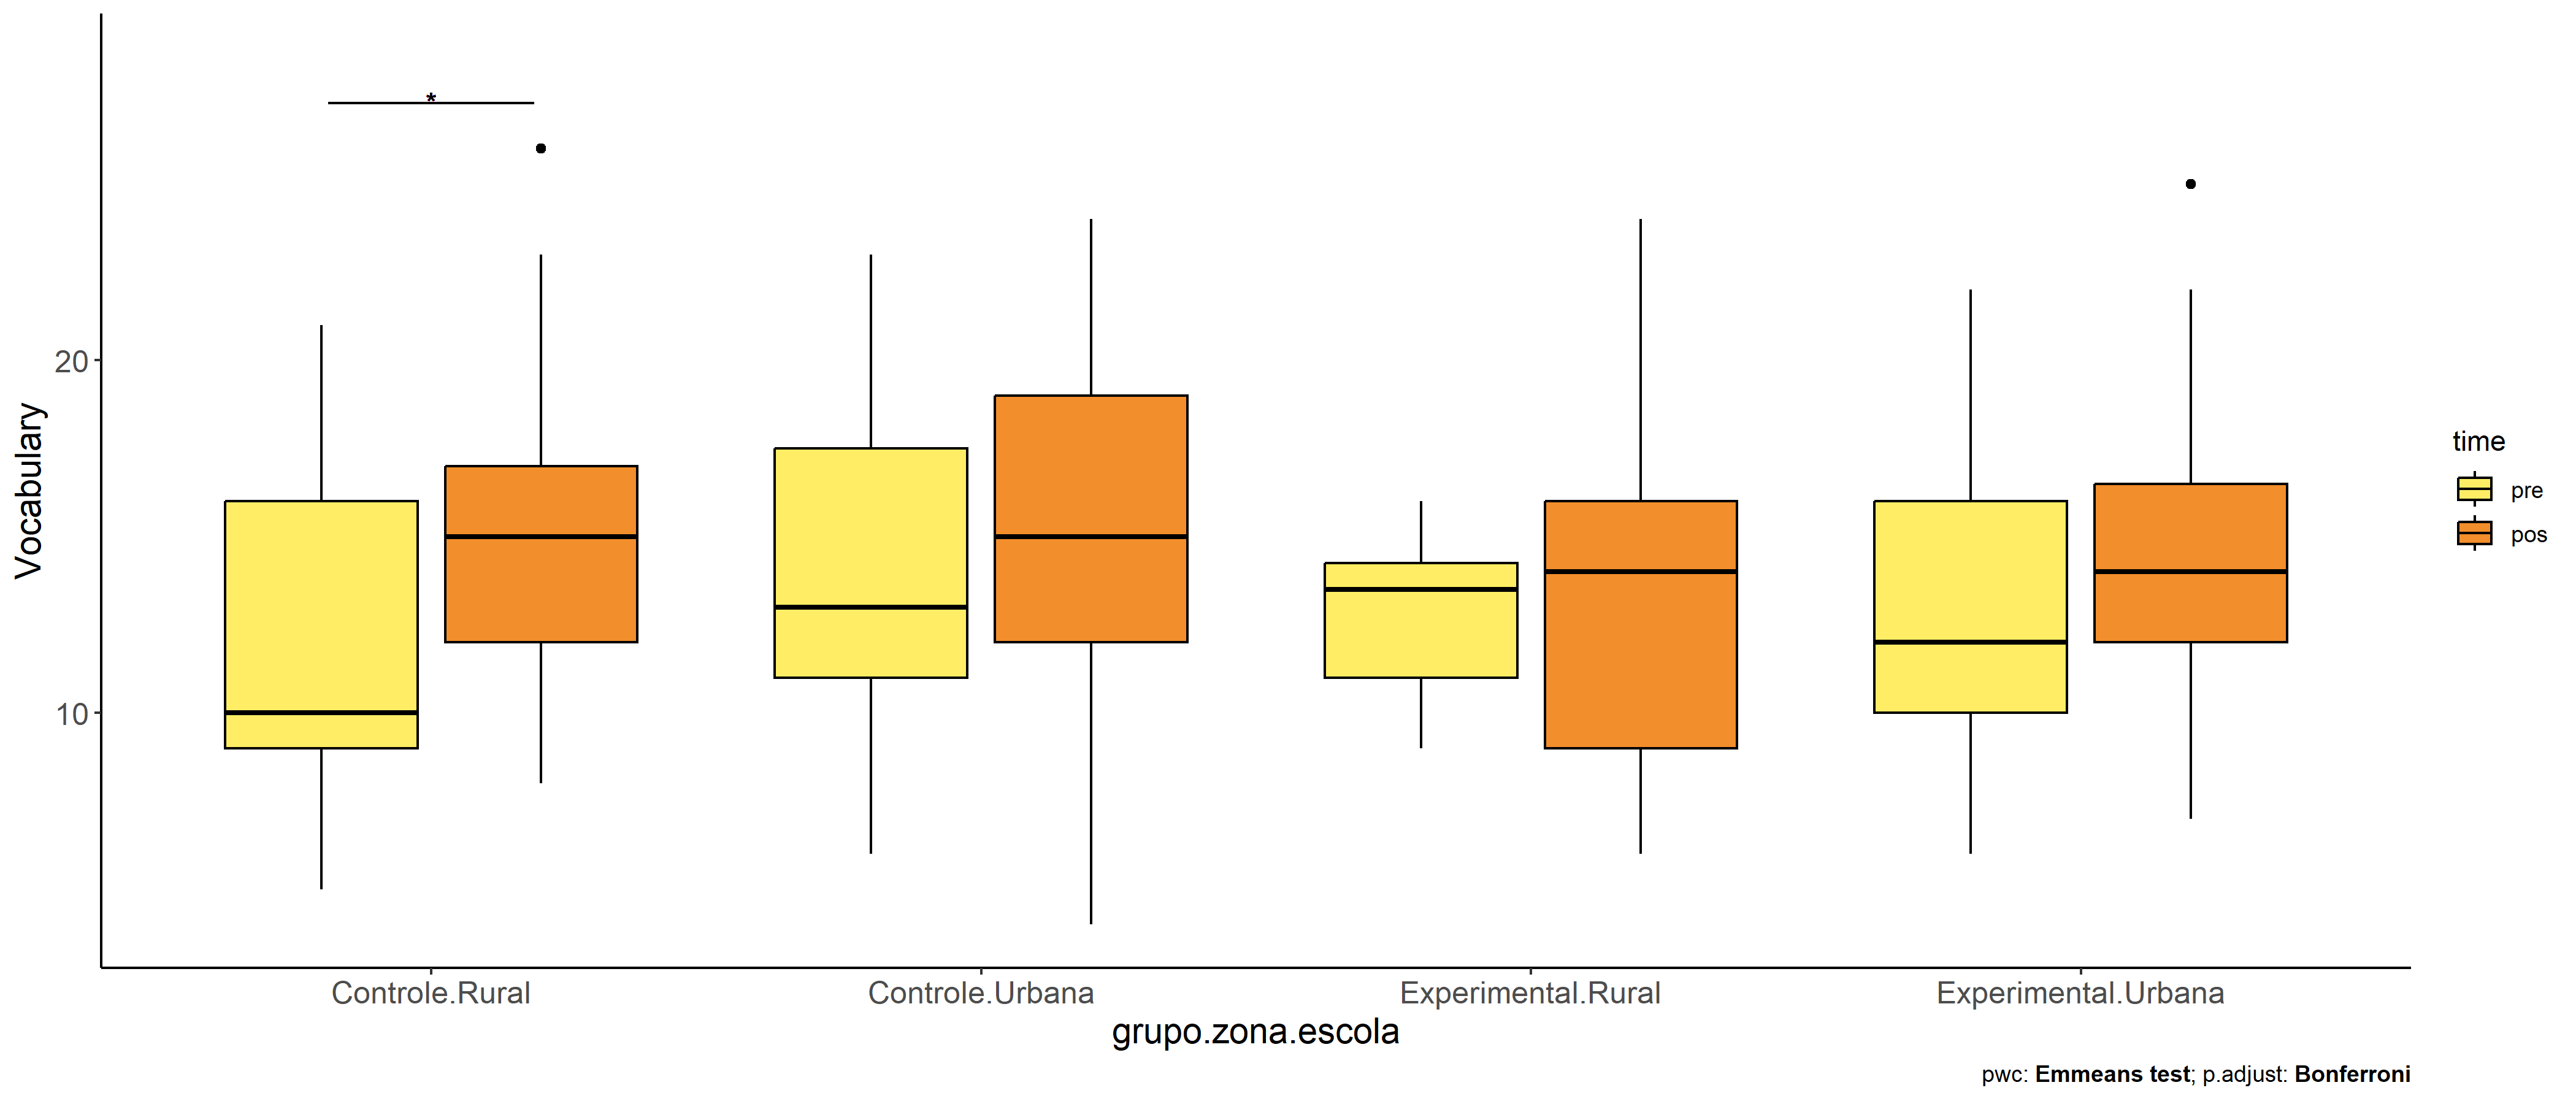 *
20
10
Vocabulary
Controle.Rural
Controle.Urbana
Experimental.Rural
Experimental.Urbana
grupo.zona.escola
time
pre
pos
pwc: Emmeans test; p.adjust: Bonferroni